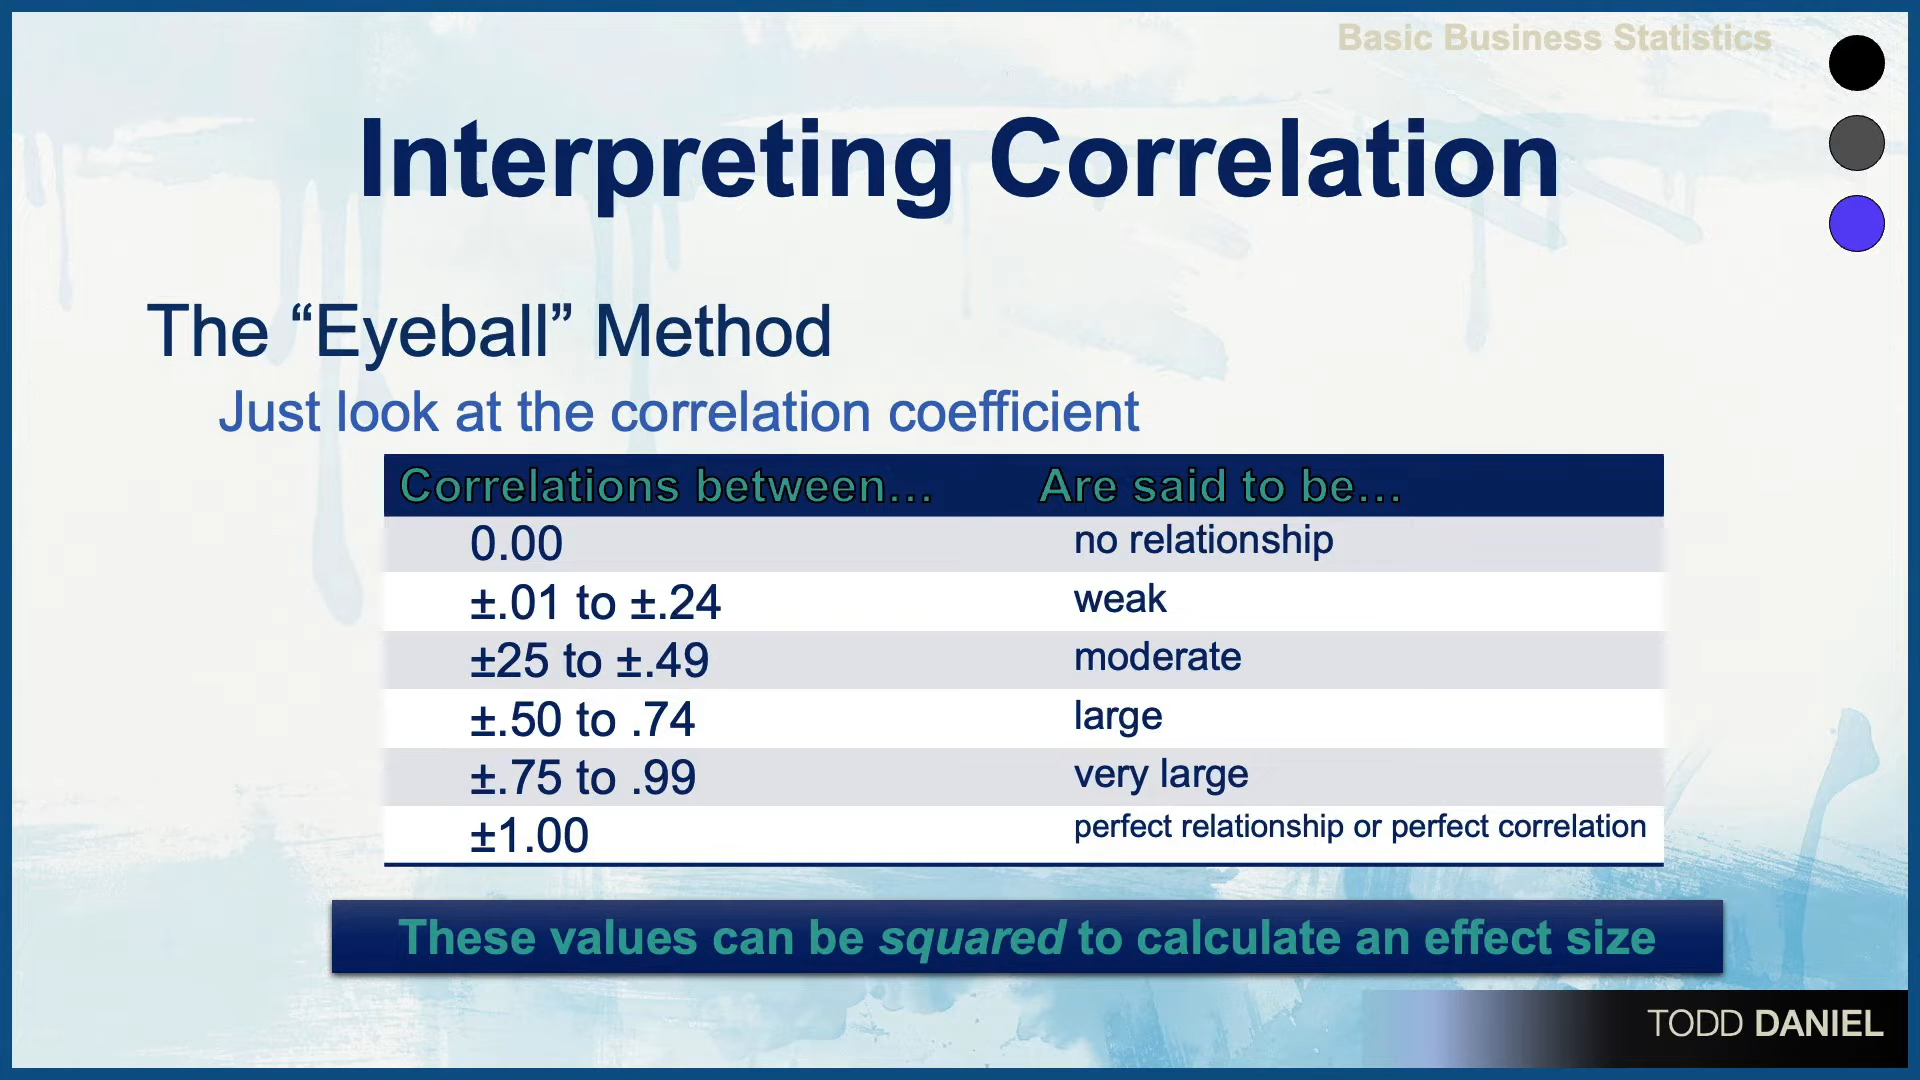 Basic Business Statistics
Interpreting Correlation
The “Eyeball” Method
Just look at the correlation coefficient
Correlations between… Are said to be…
0.00 no relationship
±.01 to ±.24 weak
±25 to ±.49 moderate
±.50 to .74 large
±.75 to .99 very large
±1.00 perfect relationship or perfect correlation
These values can be squared to calculate an effect size
TODD DANIEL